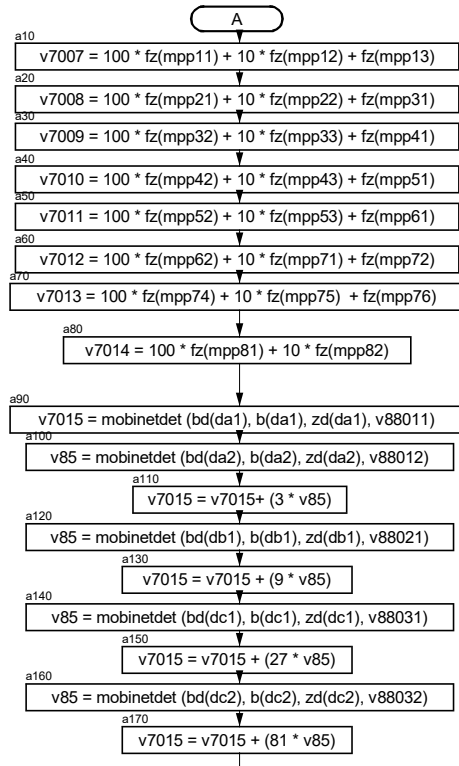 A
a10
v7007 = 100 * fz(mpp11) + 10 * fz(mpp12) + fz(mpp13)
a20
v7008 = 100 * fz(mpp21) + 10 * fz(mpp22) + fz(mpp31)
a30
v7009 = 100 * fz(mpp32) + 10 * fz(mpp33) + fz(mpp41)
a40
v7010 = 100 * fz(mpp42) + 10 * fz(mpp43) + fz(mpp51)
a50
v7011 = 100 * fz(mpp52) + 10 * fz(mpp53) + fz(mpp61)
a60
v7012 = 100 * fz(mpp62) + 10 * fz(mpp71) + fz(mpp72)
a70
v7013 = 100 * fz(mpp74) + 10 * fz(mpp75) + fz(mpp76)
a80
v7014 = 100 * fz(mpp81) + 10 * fz(mpp82)
a90
v7015 = mobinetdet (bd(da1), b(da1), zd(da1), v88011)
a100
v85 = mobinetdet (bd(da2), b(da2), zd(da2), v88012)
a110
v7015 = v7015+ (3 * v85)
a120
v85 = mobinetdet (bd(db1), b(db1), zd(db1), v88021)
a130
v7015 = v7015 + (9 * v85)
a140
v85 = mobinetdet (bd(dc1), b(dc1), zd(dc1), v88031)
a150
v7015 = v7015 + (27 * v85)
a160
v85 = mobinetdet (bd(dc2), b(dc2), zd(dc2), v88032)
a170
v7015 = v7015 + (81 * v85)